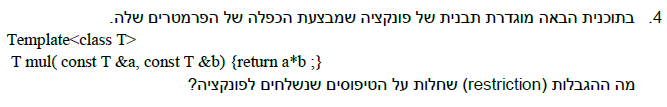 4. בתוכנית הבאה מוגדרת תבנית של פונקציה שמבצעת הכפלה של הפרמטרים שלה.
Template<class T>
T mul( const T &a, const T &b) {return a*b ;}
מה ההגבלות (restriction) שחלות על הטיפוסים שנשלחים לפונקציה?